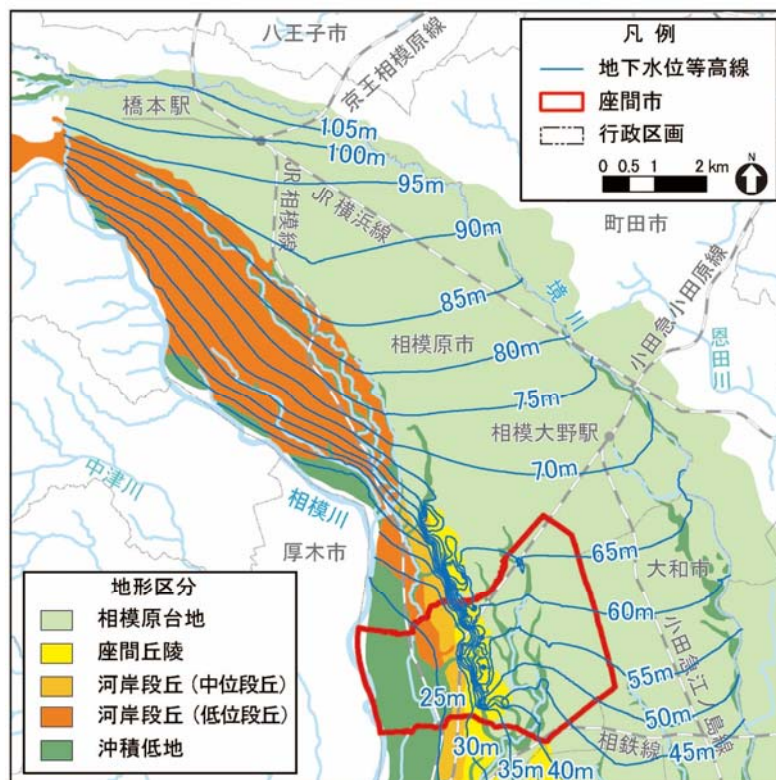 八王子市
京王相模原線
橋本駅
105m
100m
JR相模線
95m
JR横浜線
90m
町田市
85m
境川
小田急小田原線
恩田川
相模原市
80m
75m
相模大野駅
70m
中津川
相模川
厚木市
65m
大和市
60m
小田急江ノ島線
55m
50m
25m
相鉄線
45m
30m
35m
40m
凡例
地下水位等高線
座間市
行政区画
0 0.5 1 2 km
N
地形区分
相模原台地
座間丘陵
河岸段丘（中位段丘）
河岸段丘（低位段丘）
沖積低地